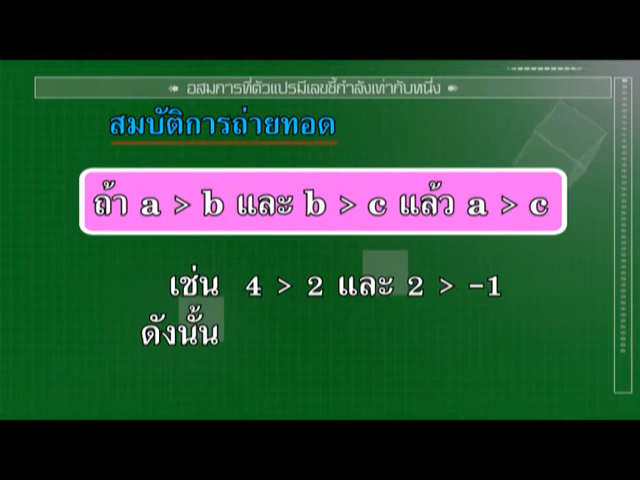 อสมการที่ตัวแปรมีเลขชี้กำลังเท่ากับหนึ่ง
สมบัติการถ่ายทอด
ถ้า a > b และ b > c แล้ว a > c
เช่น 4 > 2 และ 2 > -1
ดังนั้น